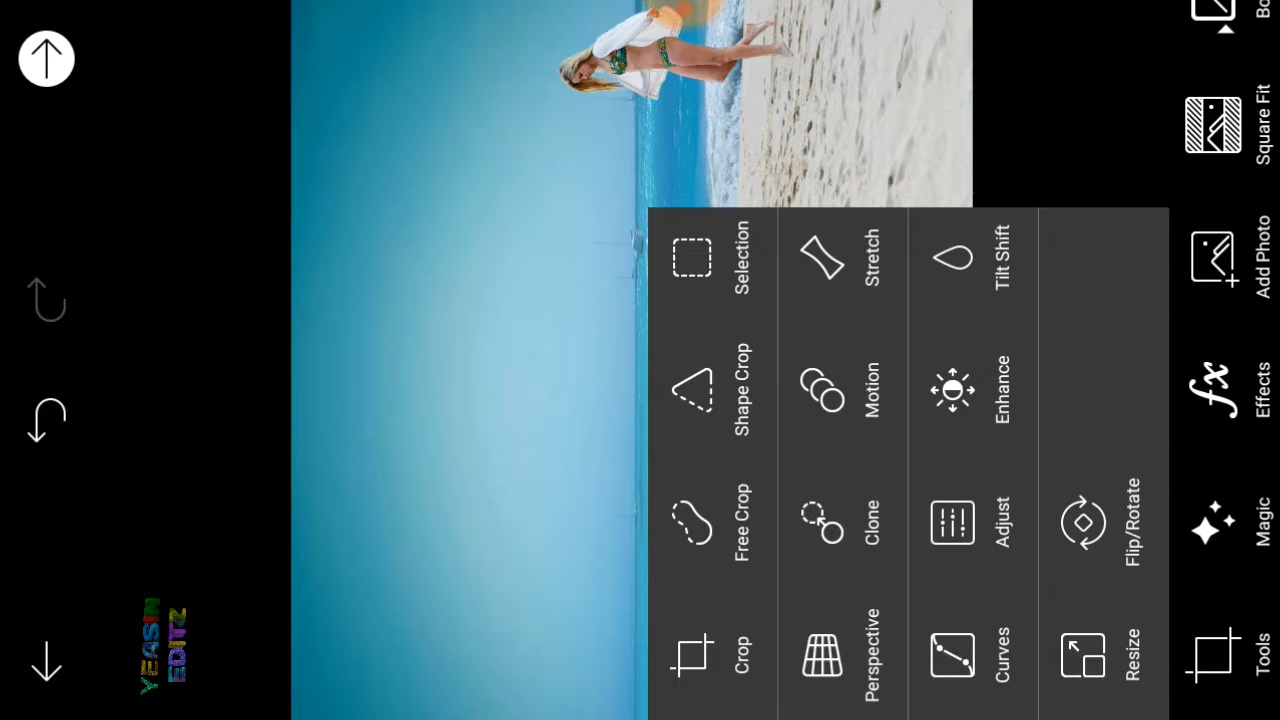 YEASIN
EDITZ
Crop
Free Crop
Shape Crop
Selection
Perspective
Clone
Motion
Stretch
Curves
Adjust
Enhance
Tilt Shift
Resize
Flip/Rotate
Tools
Magic
Effects
Add Photo
Square Fit